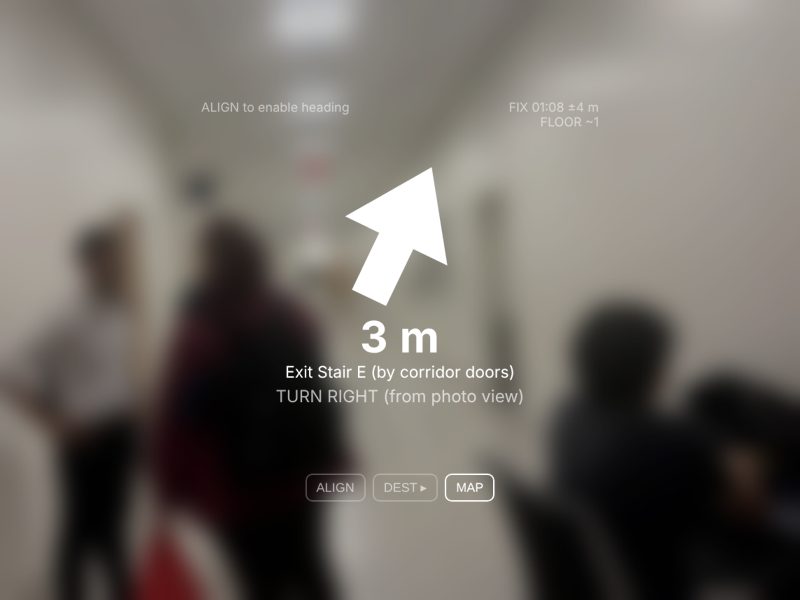 ALIGN to enable heading
FIX 01:08 ±4 m
FLOOR ~1
3 m
Exit Stair E (by corridor doors)
TURN RIGHT (from photo view)
ALIGN
DEST ▸
MAP